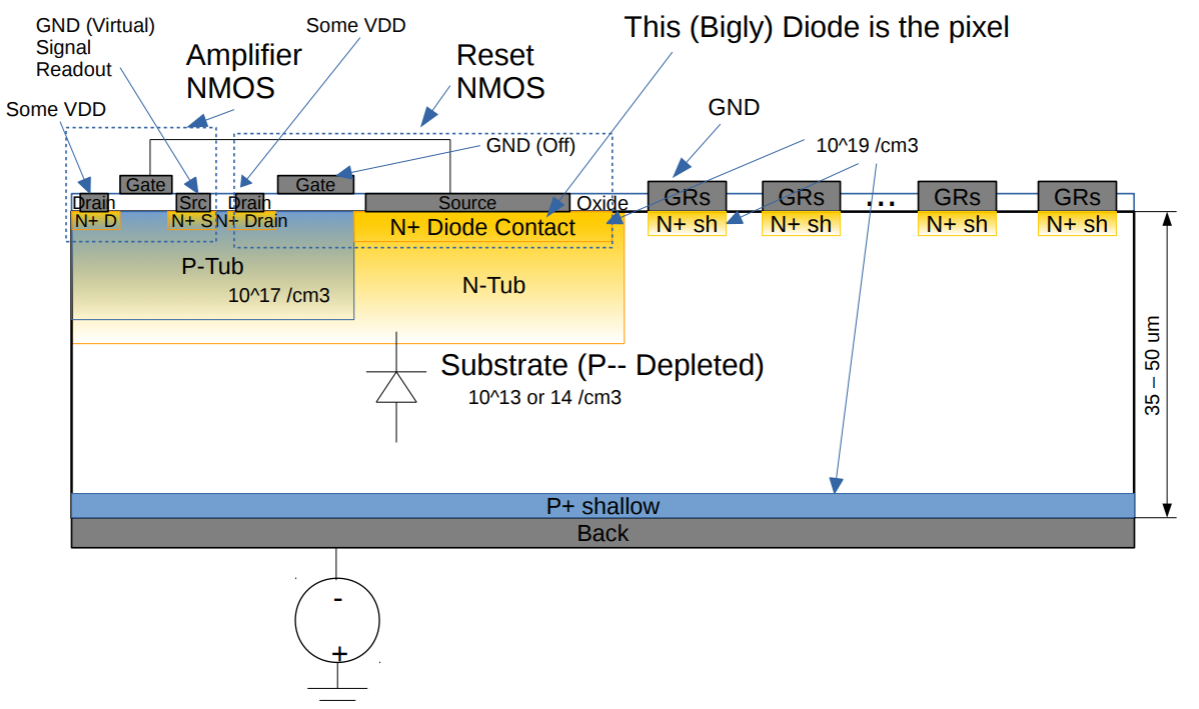 GND (Virtual)
Signal
Readout
Some VDD
This (Bigly) Diode is the pixel
Amplifier
NMOS
Reset
NMOS
Some VDD
GND
GND (Off)
10^19 /cm3
Gate
Gate
Drain
Src
Drain
Source
Oxide
GRs
GRs
...
GRs
GRs
N+ D
N+ S
N+ Drain
N+ Diode Contact
N+ sh
N+ sh
N+ sh
N+ sh
P-Tub
10^17 /cm3
N-Tub
Substrate (P-- Depleted)
10^13 or 14 /cm3
35 – 50 um
P+ shallow
Back
-
+